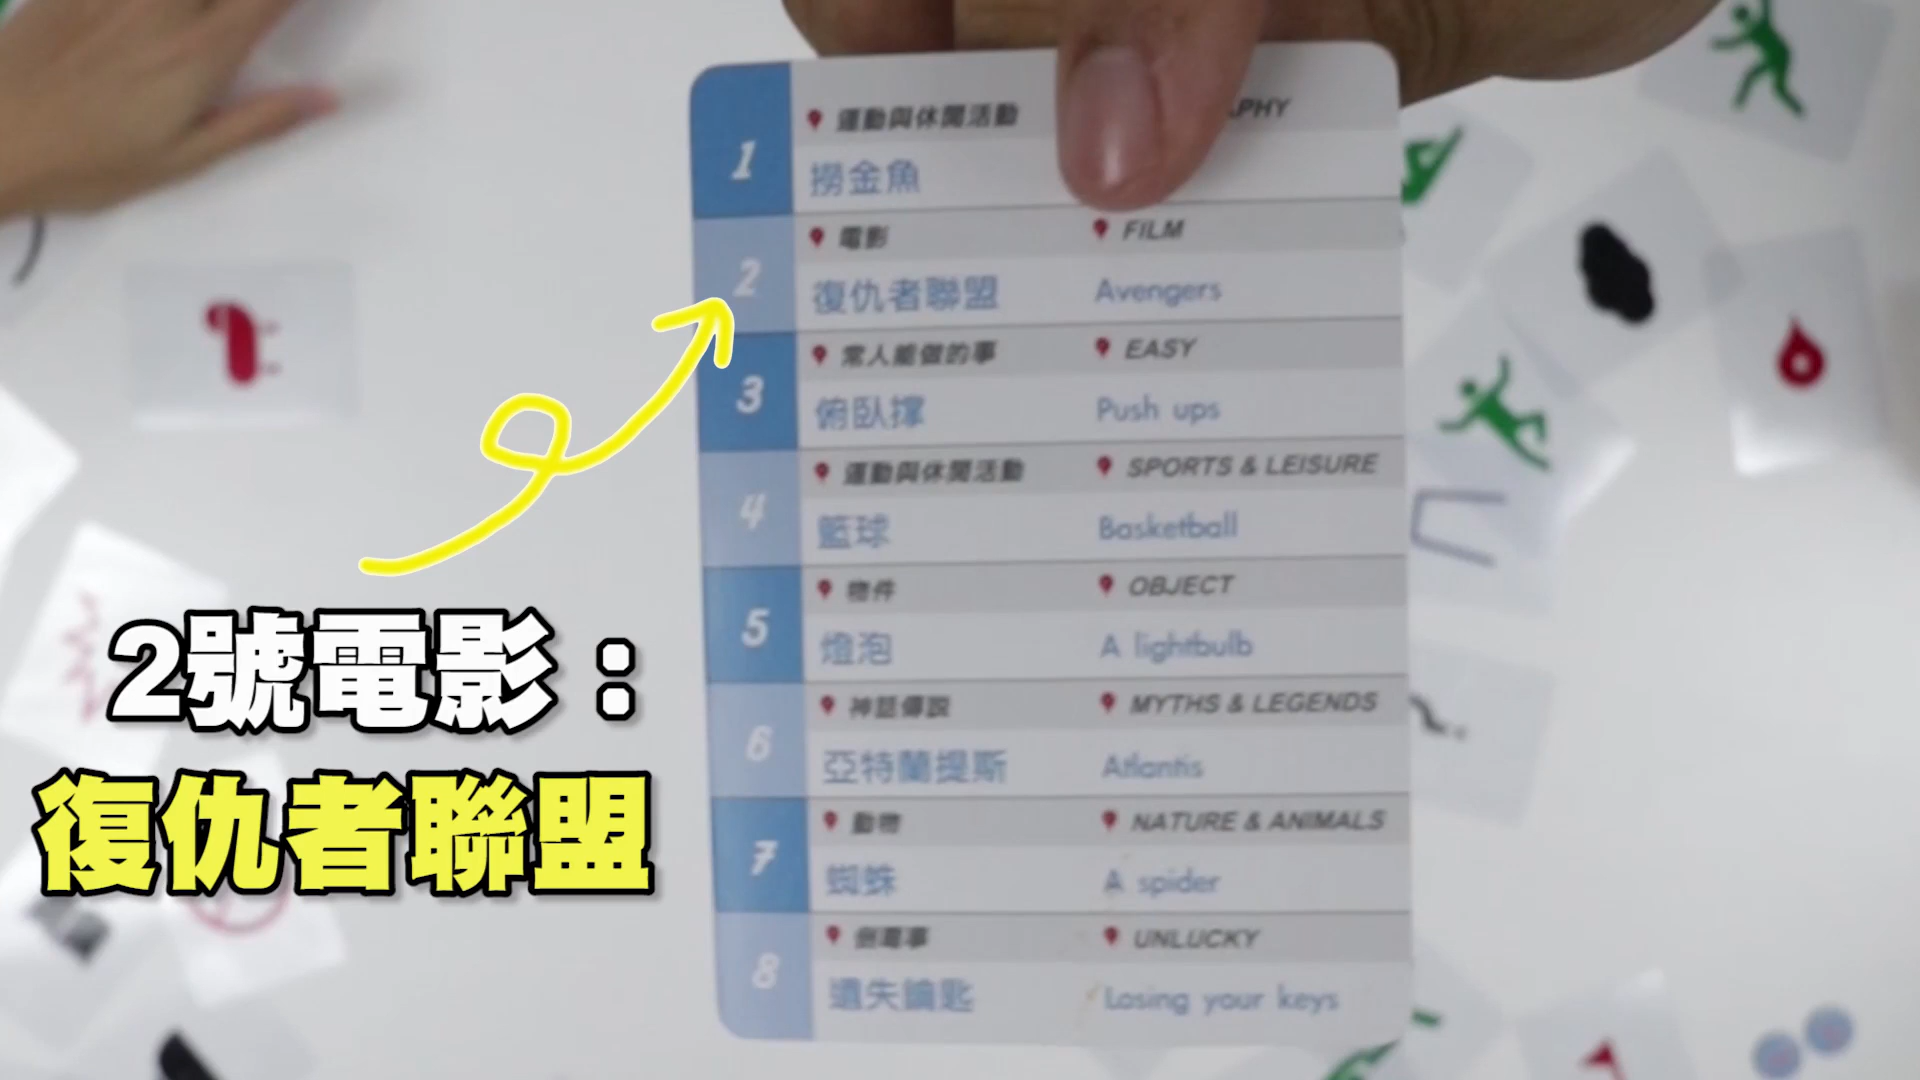 1
運動與休閒活動
APHY
撈金魚
2
電影
FILM
復仇者聯盟
Avengers
3
常人能做的事
EASY
俯臥撐
Push ups
4
運動與休閒活動
SPORTS & LEISURE
籃球
Basketball
5
物件
OBJECT
燈泡
A lightbulb
6
神話傳說
MYTHS & LEGENDS
亞特蘭提斯
Atlantis
7
動物
NATURE & ANIMALS
蜘蛛
A spider
8
倒霉事
UNLUCKY
遺失鑰匙
Losing your keys
2號電影：
復仇者聯盟